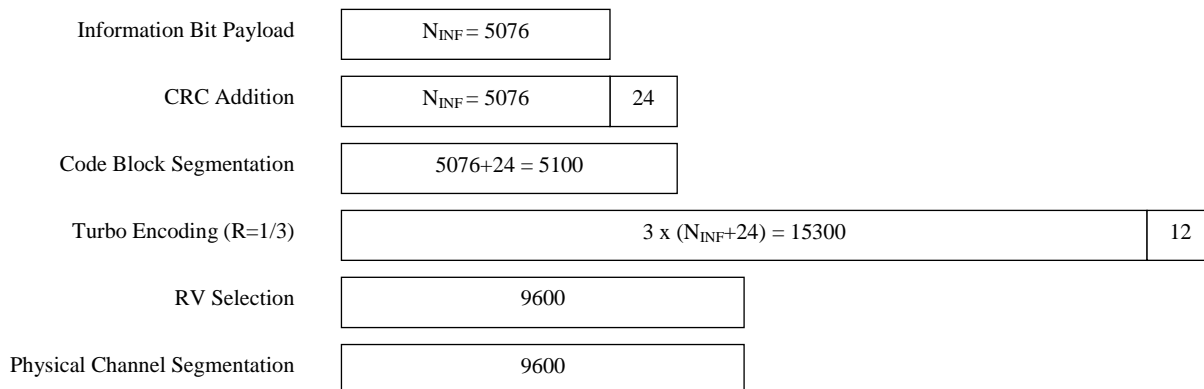 Information Bit Payload N_INF = 5076
CRC Addition N_INF = 5076 24
Code Block Segmentation 5076+24 = 5100
Turbo Encoding (R=1/3) 3 x (N_INF+24) = 15300 12
RV Selection 9600
Physical Channel Segmentation 9600